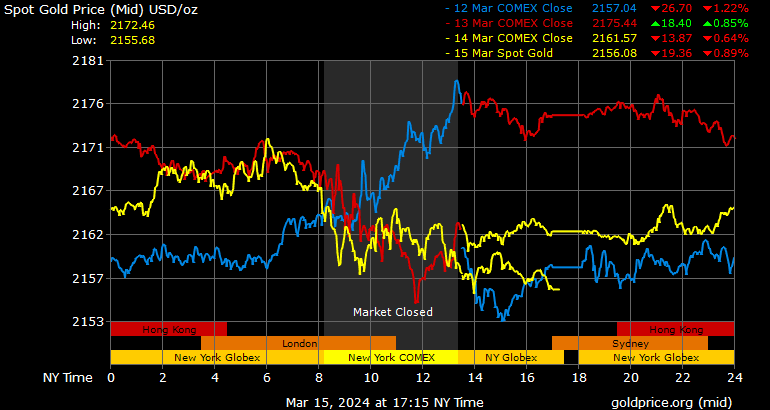 Spot Gold Price (Mid) USD/oz
High: 2172.46
Low: 2155.68
- 12 Mar COMEX Close 2157.04 ▼26.70 ▼1.22%
- 13 Mar COMEX Close 2175.44 ▲18.40 ▲0.85%
- 14 Mar COMEX Close 2161.57 ▼13.87 ▼0.64%
- 15 Mar Spot Gold 2156.08 ▼19.36 ▼0.89%
2181
2176
2171
2167
2162
2157
2153
Market Closed
Hong Kong Hong Kong
London Sydney
New York Globex New York COMEX NY Globex New York Globex
NY Time 0 2 4 6 8 10 12 14 16 18 20 22 24
Mar 15, 2024 at 17:15 NY Time goldprice.org (mid)